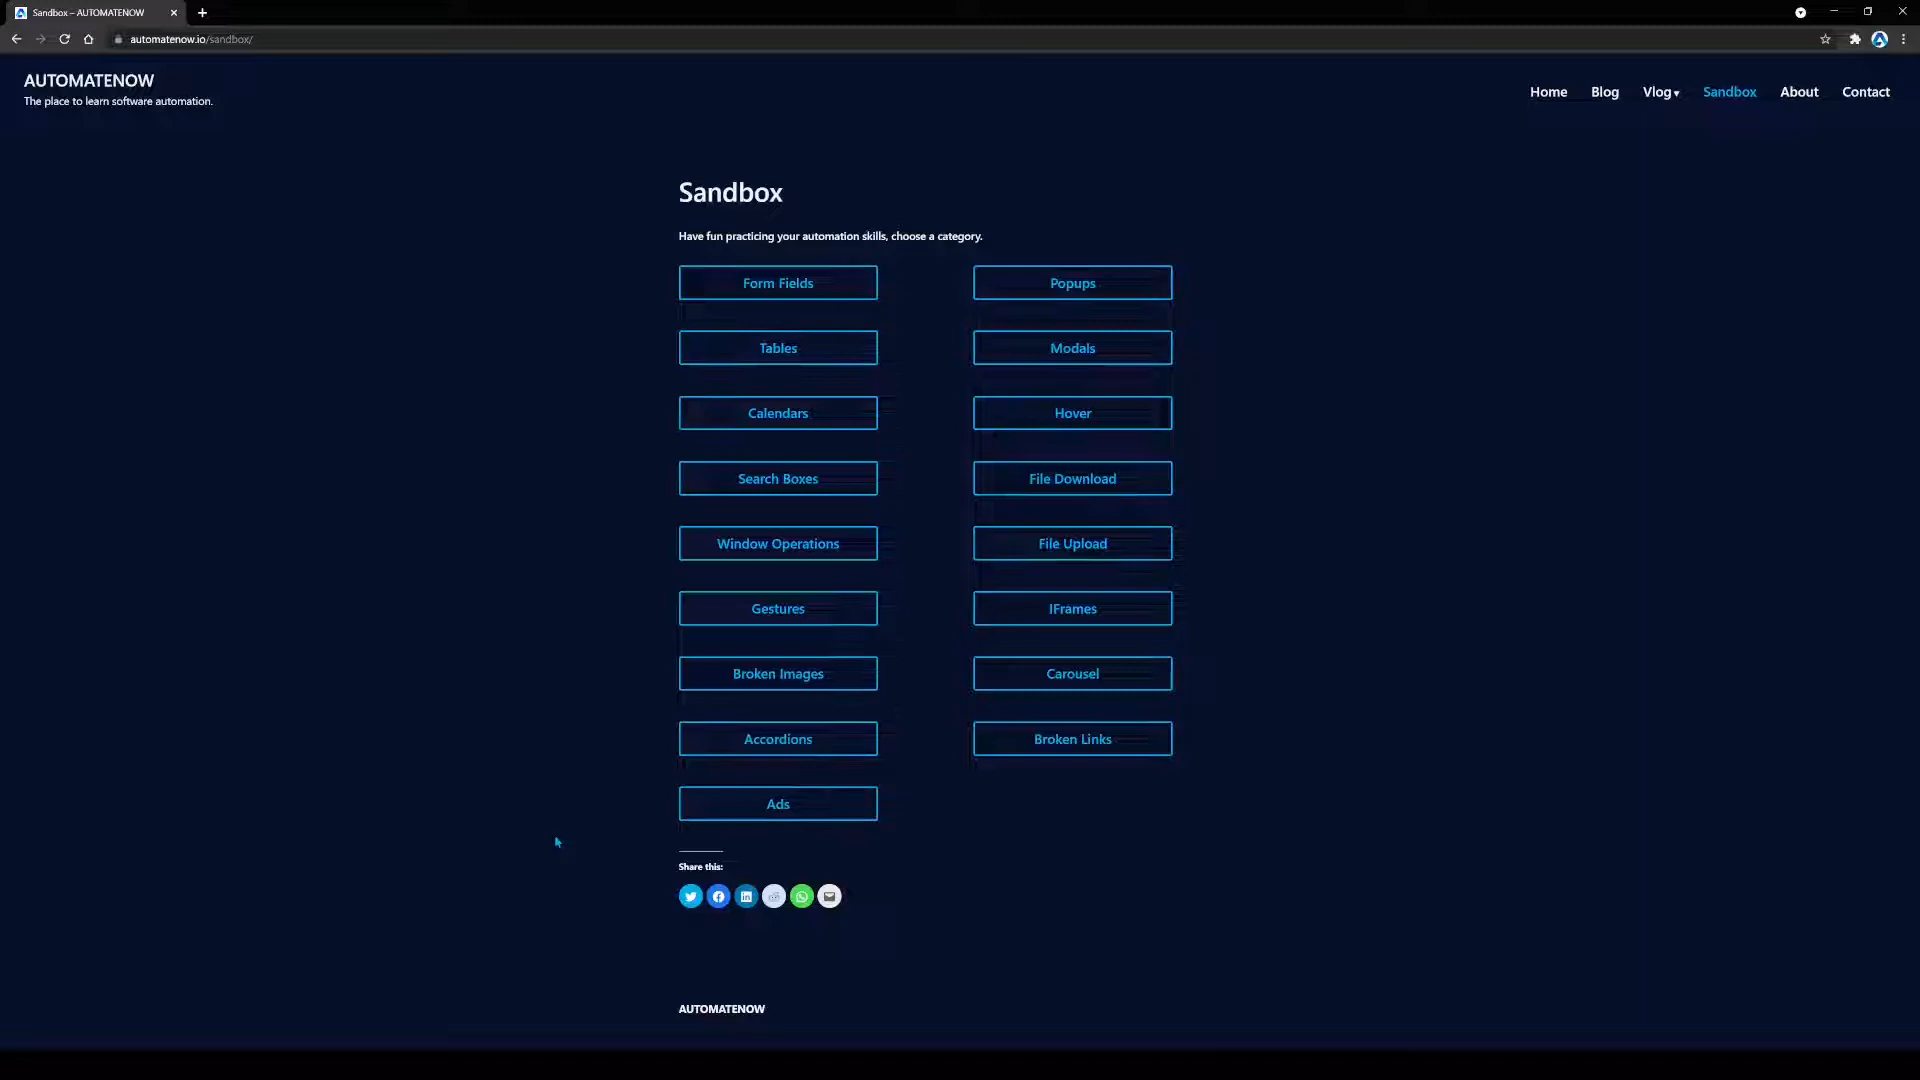 Sandbox – AUTOMATENOW
automatenow.io/sandbox/
AUTOMATENOW
The place to learn software automation.
Home Blog Vlog Sandbox About Contact
Sandbox
Have fun practicing your automation skills, choose a category.
Form Fields Popups
Tables Modals
Calendars Hover
Search Boxes File Download
Window Operations File Upload
Gestures IFrames
Broken Images Carousel
Accordions Broken Links
Ads
Share this:
AUTOMATENOW